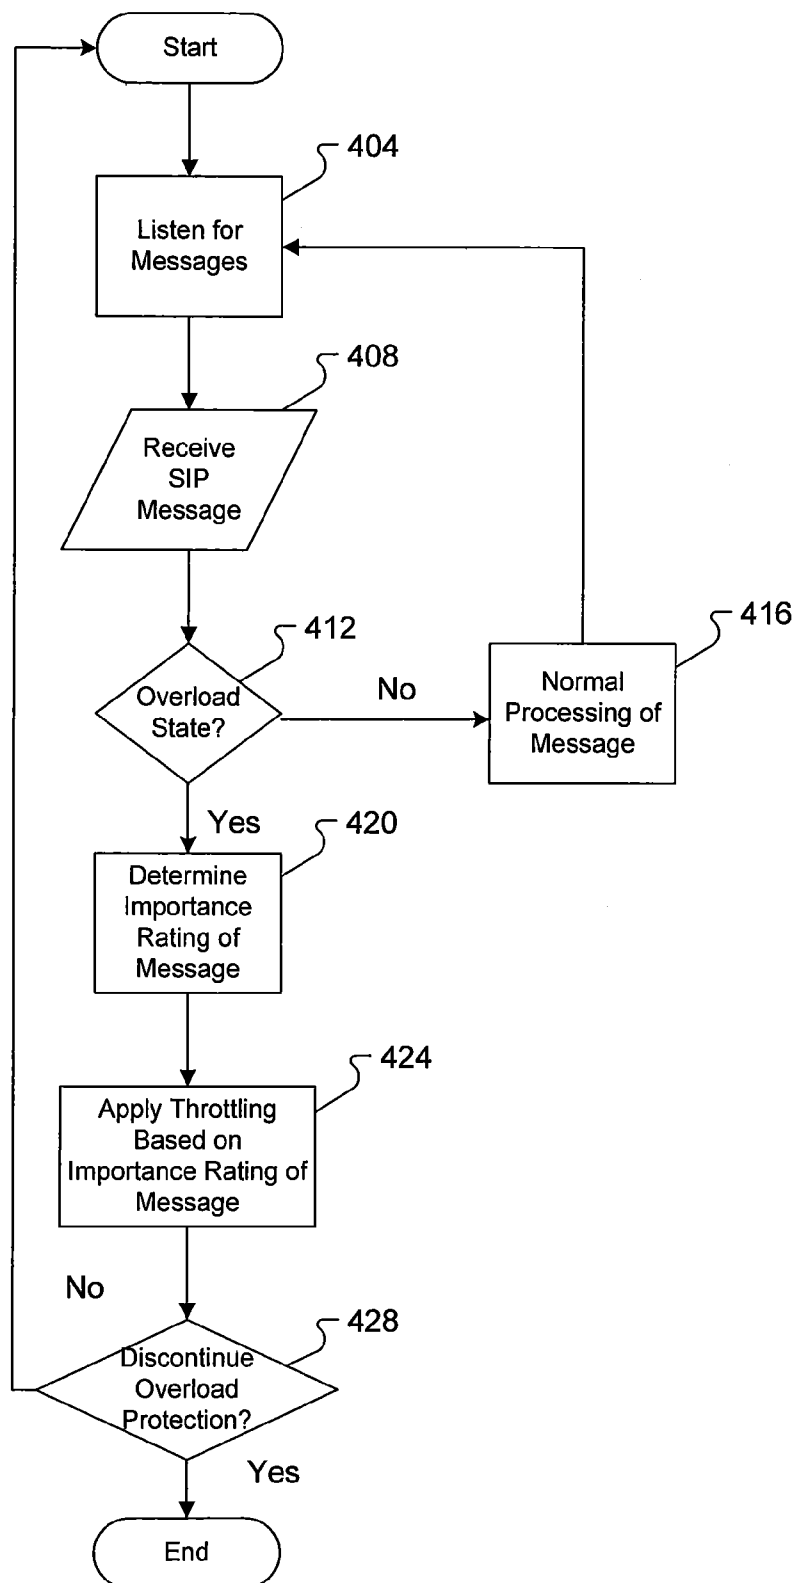 Start
404
Listen for
Messages
408
Receive
SIP
Message
412
Overload
State?
No
416
Normal
Processing of
Message
Yes
420
Determine
Importance
Rating of
Message
424
Apply Throttling
Based on
Importance Rating of
Message
No
428
Discontinue
Overload
Protection?
Yes
End